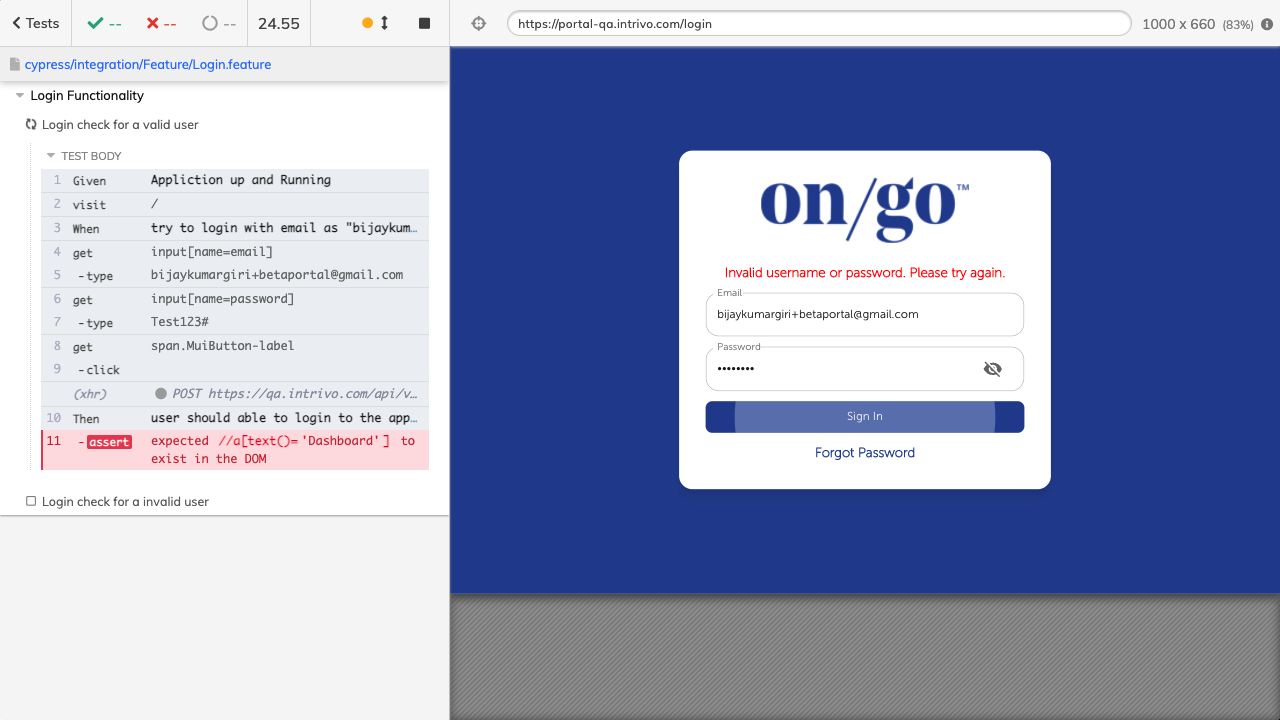 Tests
--
--
--
24.55
https://portal-qa.intrivo.com/login
1000 x 660 (83%)
cypress/integration/Feature/Login.feature
Login Functionality
Login check for a valid user
TEST BODY
1 Given Appliction up and Running
2 visit /
3 When try to login with email as "bijaykum…
4 get input[name=email]
5 -type bijaykumargiri+betaportal@gmail.com
6 get input[name=password]
7 -type Test123#
8 get span.MuiButton-label
9 -click
(xhr) POST https://qa.intrivo.com/api/v…
10 Then user should able to login to the app…
11 -assert expected //a[text()='Dashboard'] to
exist in the DOM
Login check for a invalid user
on/go™
Invalid username or password. Please try again.
Email
bijaykumargiri+betaportal@gmail.com
Password
••••••••
Sign In
Forgot Password